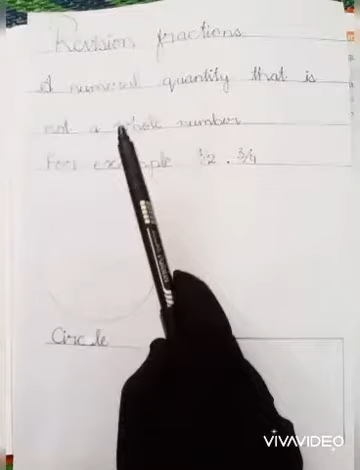 Revision fractions
A numeral quantity that is
not a whole number
For example 1/2 . 3/4
Circle
VIVAVIDEO